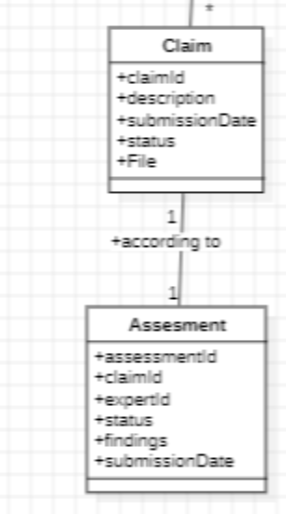 *
Claim
+claimId
+description
+submissionDate
+status
+File
1
+according to
1
Assesment
+assessmentId
+claimId
+expertId
+status
+findings
+submissionDate